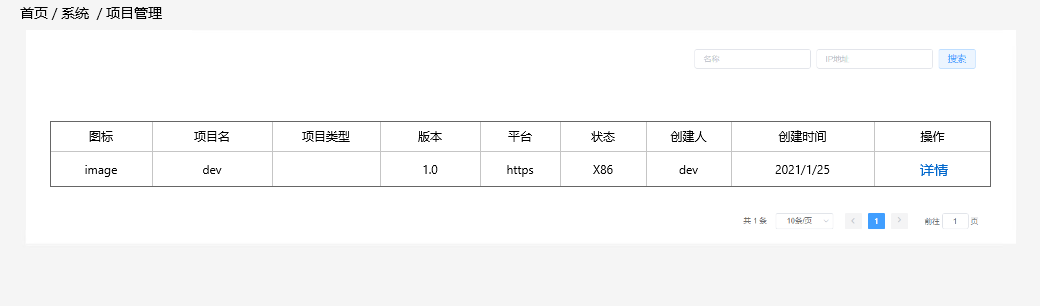 首页 / 系统 / 项目管理
名称 IP地址 搜索
图标 项目名 项目类型 版本 平台 状态 创建人 创建时间 操作
image dev 1.0 https X86 dev 2021/1/25 详情
共 1 条 10条/页 1 前往 1 页